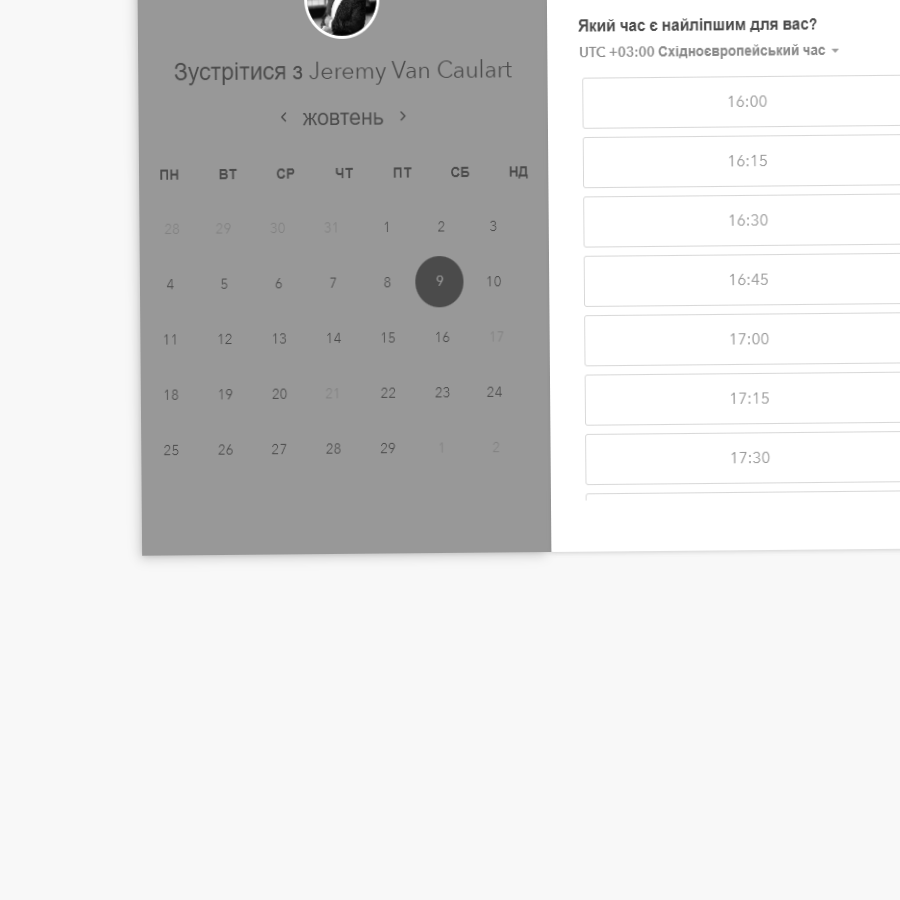 Зустрітися з Jeremy Van Caulart
‹ жовтень ›
ПН ВТ СР ЧТ ПТ СБ НД
28 29 30 31 1 2 3
4 5 6 7 8 9 10
11 12 13 14 15 16 17
18 19 20 21 22 23 24
25 26 27 28 29 1 2
Який час є найліпшим для вас?
UTC +03:00 Східноєвропейський час
16:00
16:15
16:30
16:45
17:00
17:15
17:30